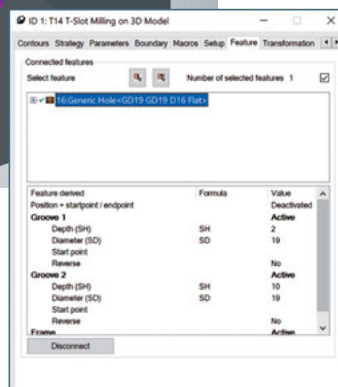 ID 1: T14 T-Slot Milling on 3D Model
Contours Strategy Parameters Boundary Macros Setup Feature Transformation
Connected features
Select feature Number of selected features 1
16:Generic Hole<GD19 GD19 D16 Flat>
Feature derived Formula Value
Position = startpoint / endpoint Deactivated
Groove 1 Active
Depth (SH) SH 2
Diameter (SD) SD 19
Start point
Reverse No
Groove 2 Active
Depth (SH) SH 10
Diameter (SD) SD 19
Start point
Reverse No
Frame Active
Disconnect